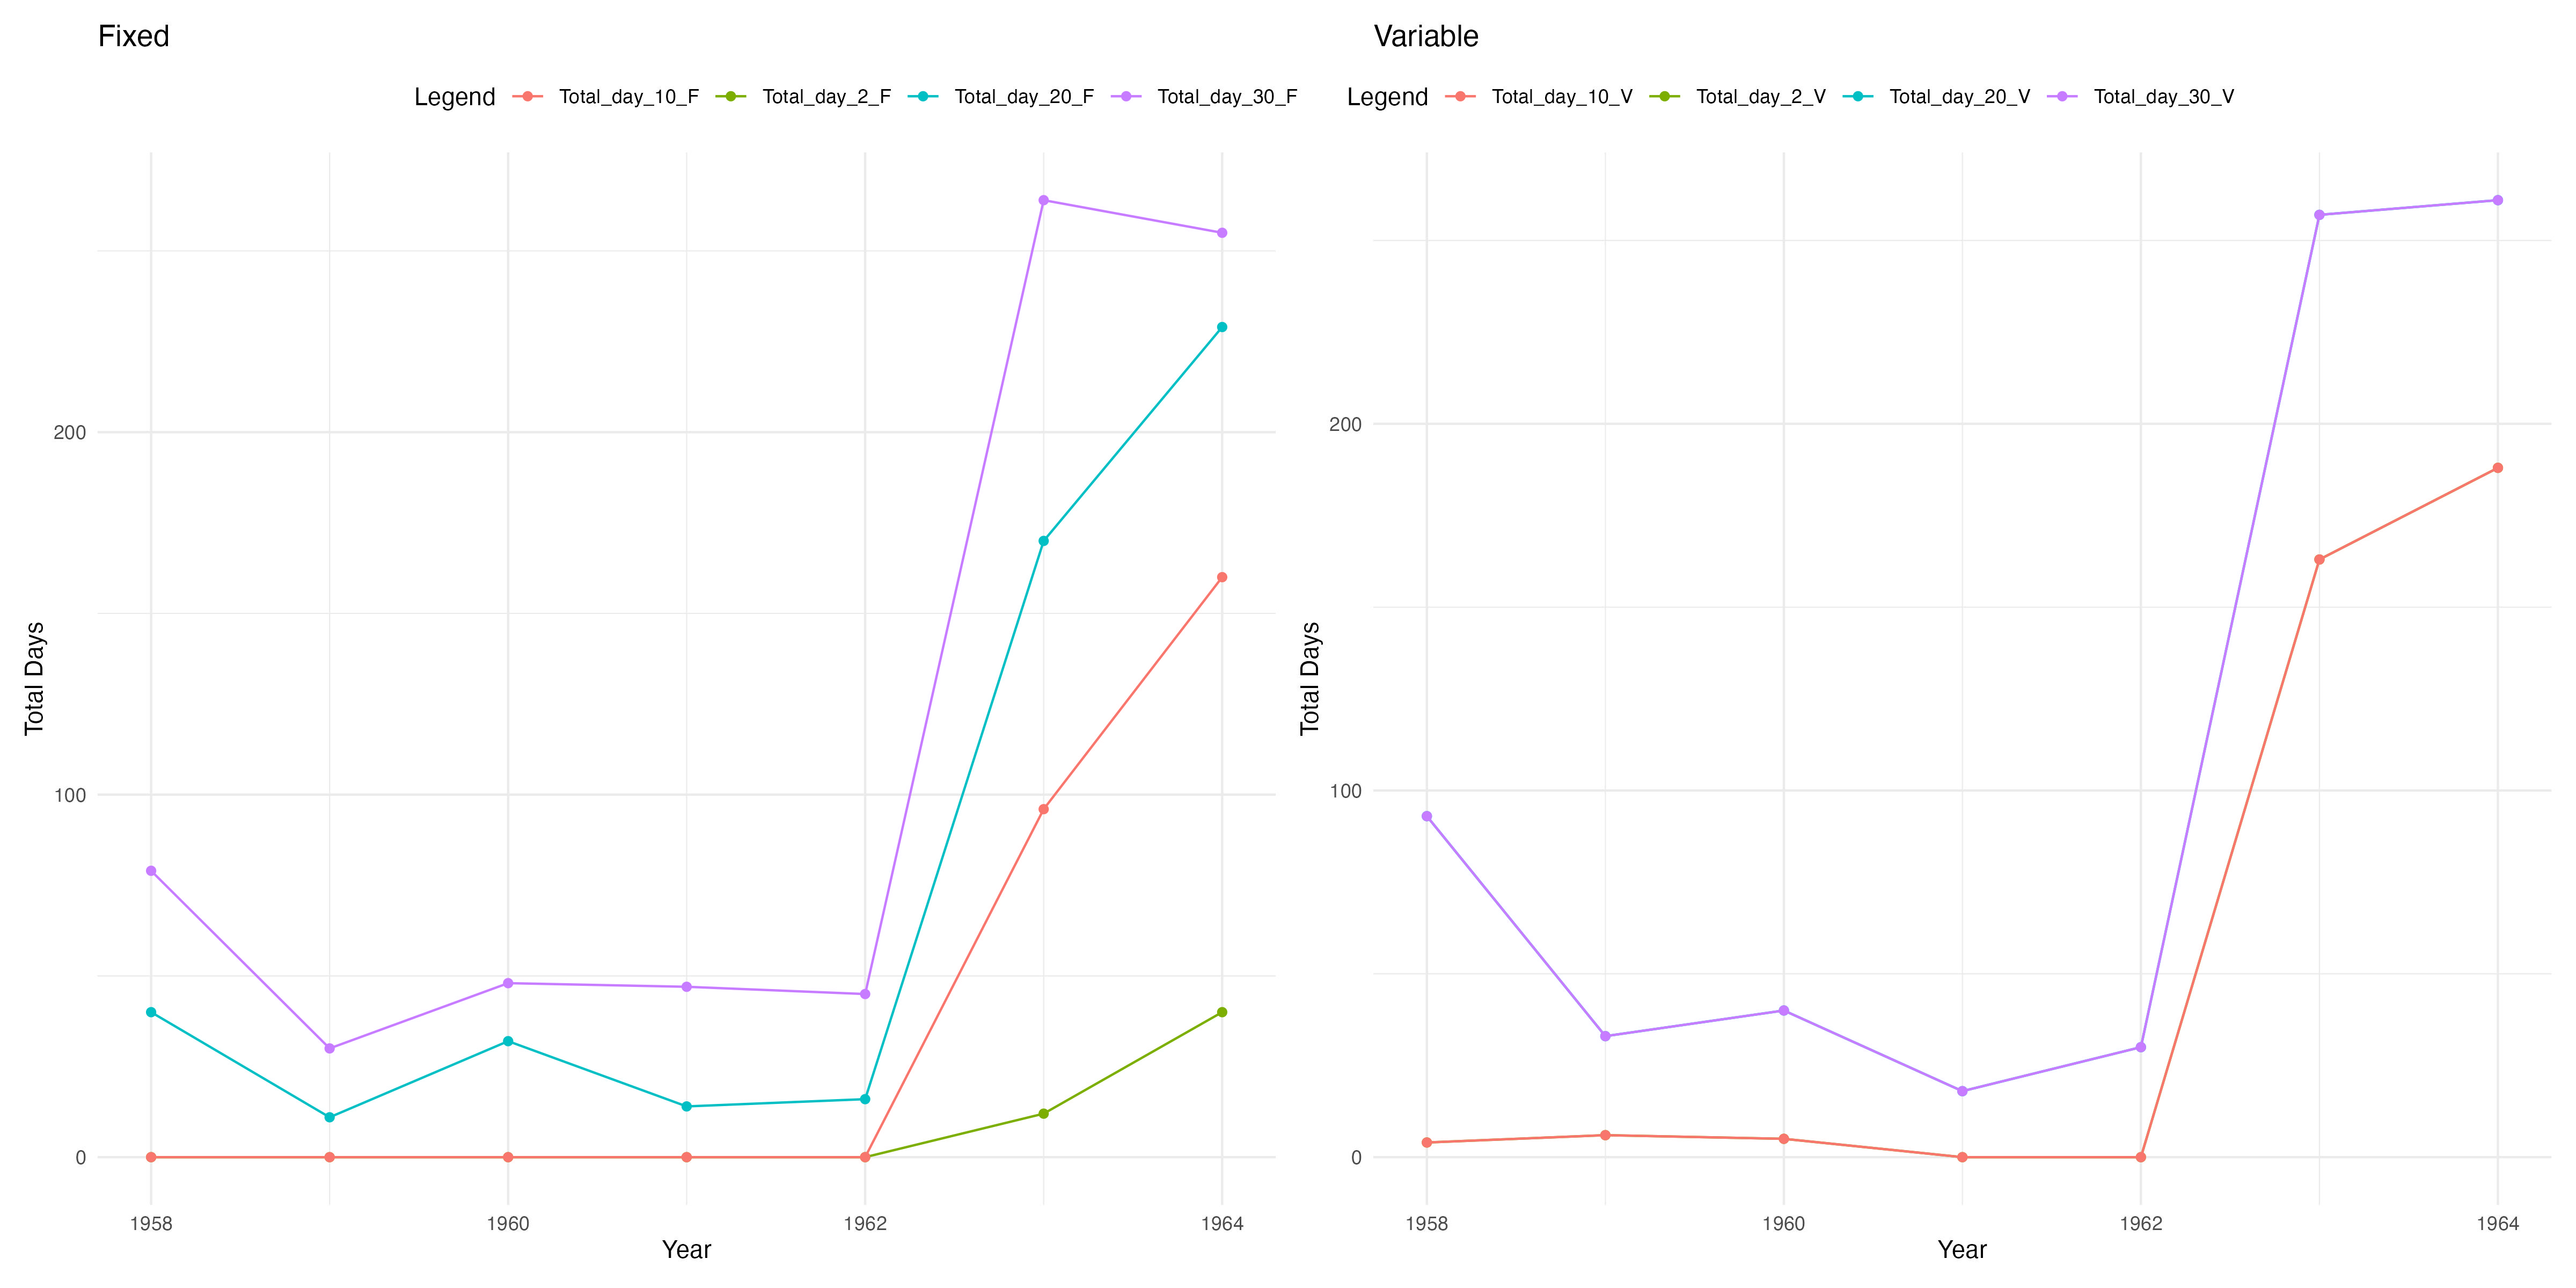 Fixed
Legend Total_day_10_F Total_day_2_F Total_day_20_F Total_day_30_F
Total Days
200
100
0
1958 1960 1962 1964
Year
Variable
Legend Total_day_10_V Total_day_2_V Total_day_20_V Total_day_30_V
Total Days
200
100
0
1958 1960 1962 1964
Year